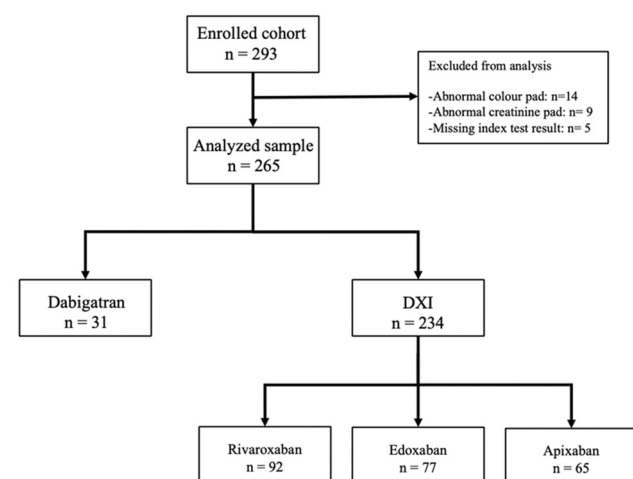 Enrolled cohort
n = 293
Excluded from analysis
-Abnormal colour pad: n=14
-Abnormal creatinine pad: n= 9
-Missing index test result: n= 5
Analyzed sample
n = 265
Dabigatran
n = 31
DXI
n = 234
Rivaroxaban
n = 92
Edoxaban
n = 77
Apixaban
n = 65